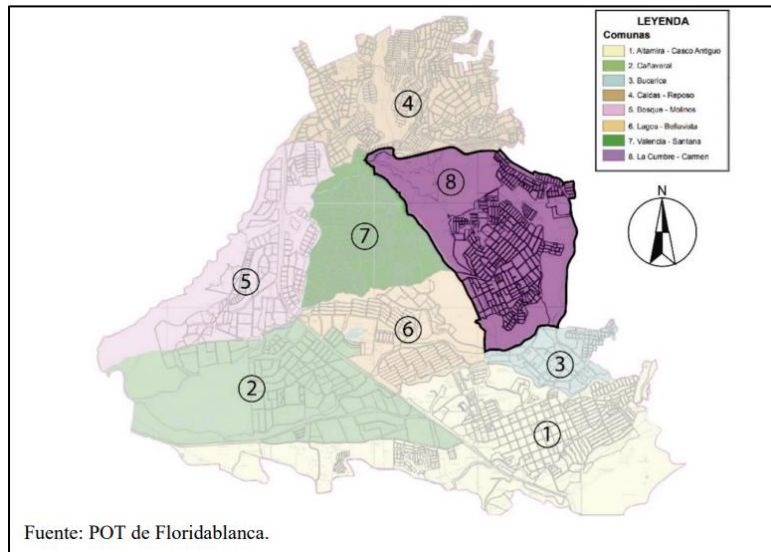 LEYENDA
Comunas
1. Altamira - Casco Antiguo
2. Cañaveral
3. Bucarica
4. Caldas - Reposo
5. Bosque - Molinos
6. Lagos - Bellavista
7. Valencia - Santana
8. La Cumbre - Carmen
N
4
8
7
5
6
3
2
1
Fuente: POT de Floridablanca.